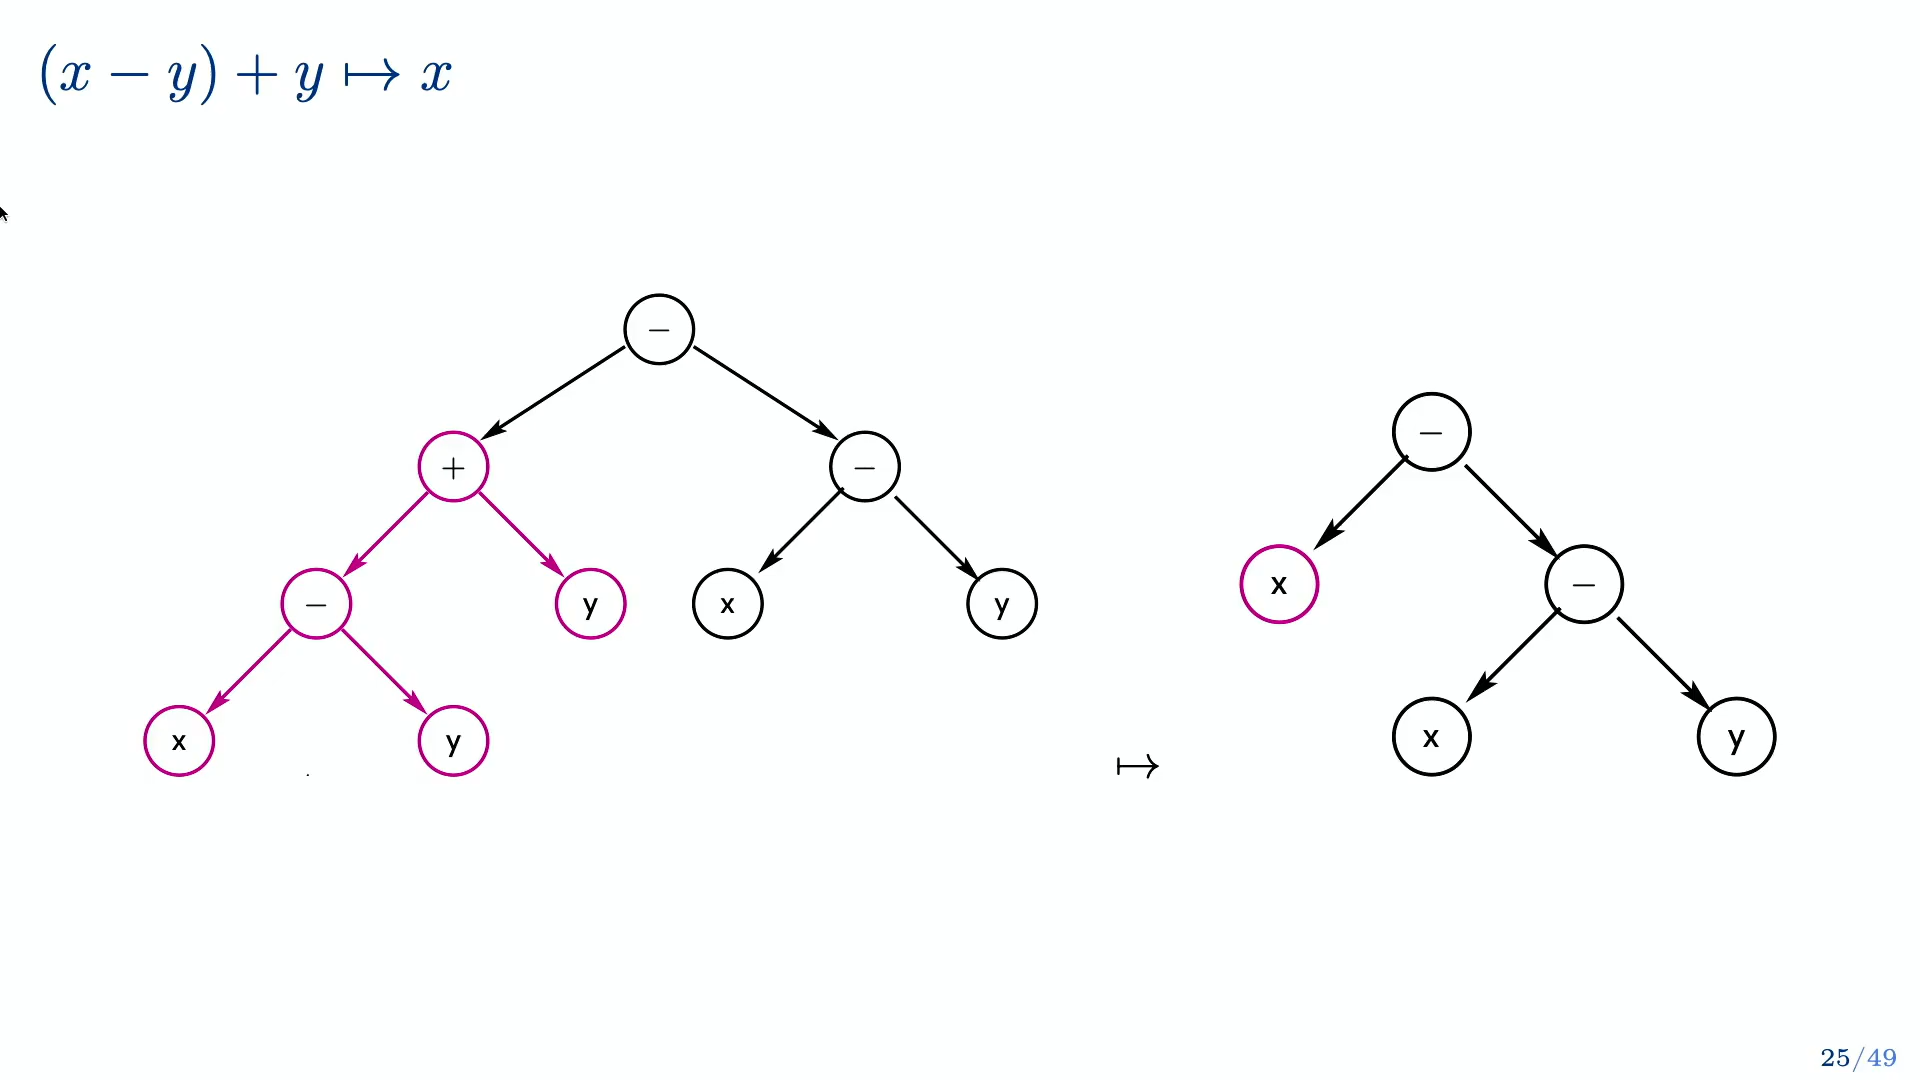 (x − y) + y ↦ x
−
+ −
−
− y x y
x −
x y
x y
↦
25/49